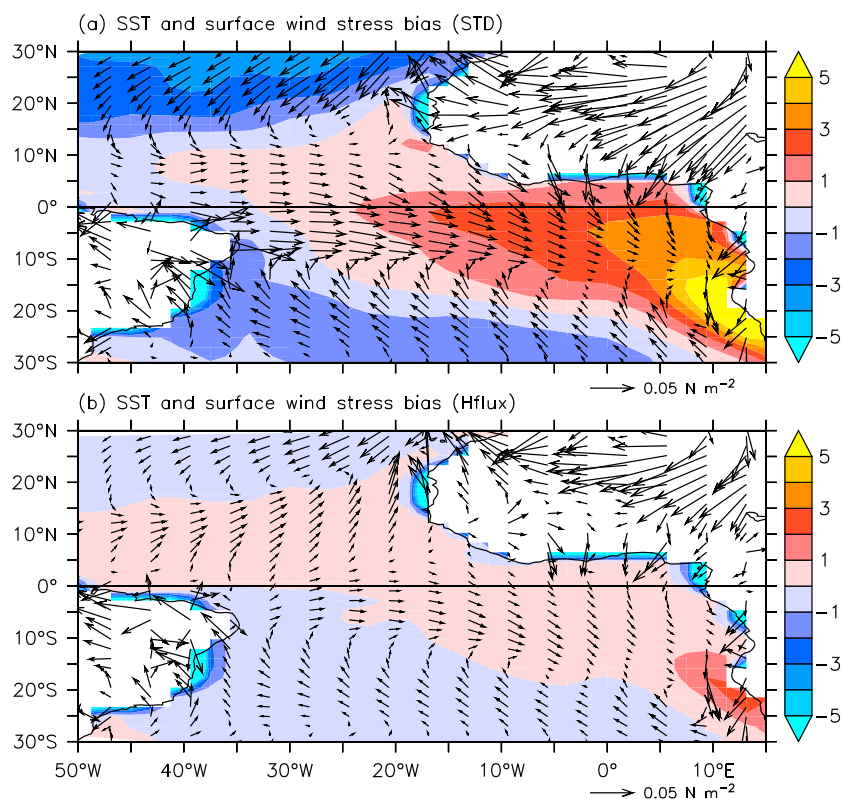 (a) SST and surface wind stress bias (STD)
30°N
20°N
10°N
0°
10°S
20°S
30°S
5
3
1
−1
−3
−5
0.05 N m−2
(b) SST and surface wind stress bias (Hflux)
30°N
20°N
10°N
0°
10°S
20°S
30°S
50°W 40°W 30°W 20°W 10°W 0° 10°E
5
3
1
−1
−3
−5
0.05 N m−2